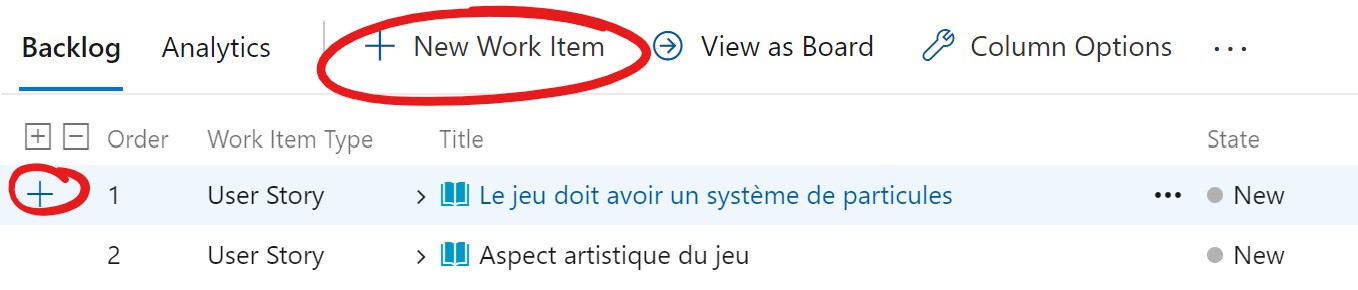 Backlog Analytics New Work Item View as Board Column Options ...
Order Work Item Type Title State
1 User Story Le jeu doit avoir un système de particules ... New
2 User Story Aspect artistique du jeu New